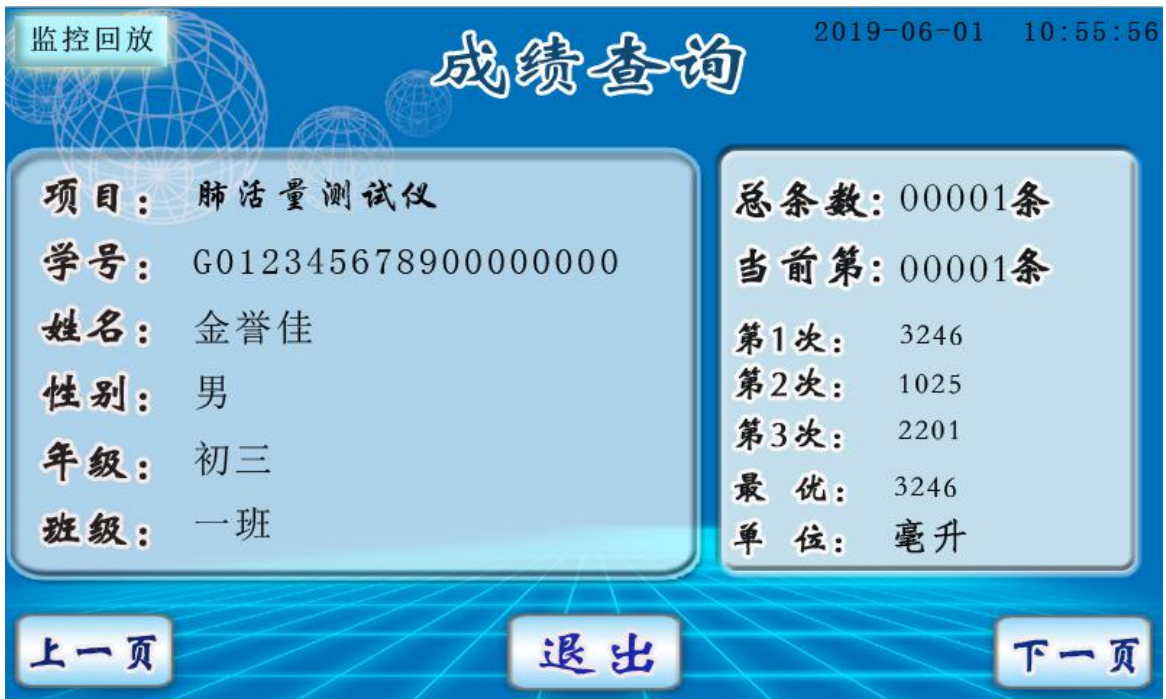 监控回放
成绩查询
2019-06-01 10:55:56
项目： 肺活量测试仪
学号： G012345678900000000
姓名： 金誉佳
性别： 男
年级： 初三
班级： 一班
总条数：00001条
当前第：00001条
第1次： 3246
第2次： 1025
第3次： 2201
最 优： 3246
单 位： 毫升
上一页
退出
下一页